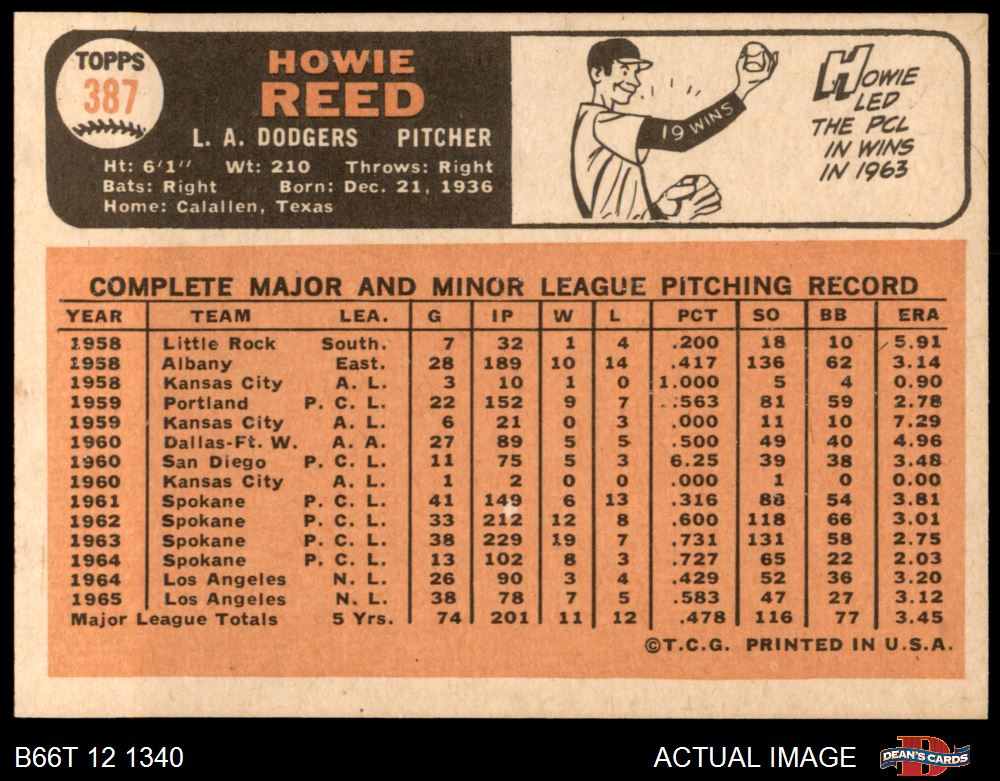 TOPPS
387
HOWIE
REED
L. A. DODGERS PITCHER
Ht: 6'1" Wt: 210 Throws: Right
Bats: Right Born: Dec. 21, 1936
Home: Calallen, Texas
19 WINS
HOWIE
LED
THE PCL
IN WINS
IN 1963
COMPLETE MAJOR AND MINOR LEAGUE PITCHING RECORD
YEAR TEAM LEA. G IP W L PCT SO BB ERA
1958 Little Rock South. 7 32 1 4 .200 18 10 5.91
1958 Albany East. 28 189 10 14 .417 136 62 3.14
1958 Kansas City A. L. 3 10 1 0 1.000 5 4 0.90
1959 Portland P. C. L. 22 152 9 7 .563 81 59 2.78
1959 Kansas City A. L. 6 21 0 3 .000 11 10 7.29
1960 Dallas-Ft. W. A. A. 27 89 5 5 .500 49 40 4.96
1960 San Diego P. C. L. 11 75 5 3 6.25 39 38 3.48
1960 Kansas City A. L. 1 2 0 0 .000 1 0 0.00
1961 Spokane P. C. L. 41 149 6 13 .316 88 54 3.81
1962 Spokane P. C. L. 33 212 12 8 .600 118 66 3.01
1963 Spokane P. C. L. 38 229 19 7 .731 131 58 2.75
1964 Spokane P. C. L. 13 102 8 3 .727 65 22 2.03
1964 Los Angeles N. L. 26 90 3 4 .429 52 36 3.20
1965 Los Angeles N. L. 38 78 7 5 .583 47 27 3.12
Major League Totals 5 Yrs. 74 201 11 12 .478 116 77 3.45
©T.C.G. PRINTED IN U.S.A.
B66T 12 1340 ACTUAL IMAGE DEAN'S CARDS